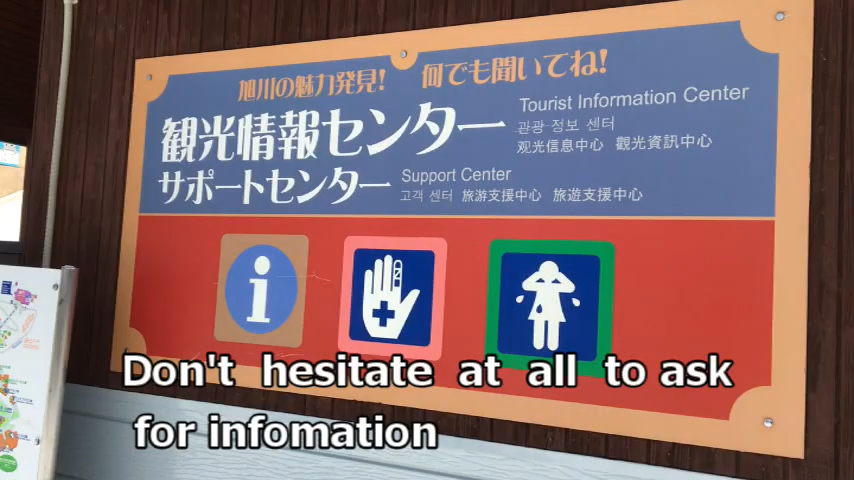 旭川の魅力発見! 何でも聞いてね!
観光情報センター
Tourist Information Center
관광 정보 센터
观光信息中心 觀光資訊中心
サポートセンター
Support Center
고객 센터 旅游支援中心 旅遊支援中心
i
Don't hesitate at all to ask
for infomation